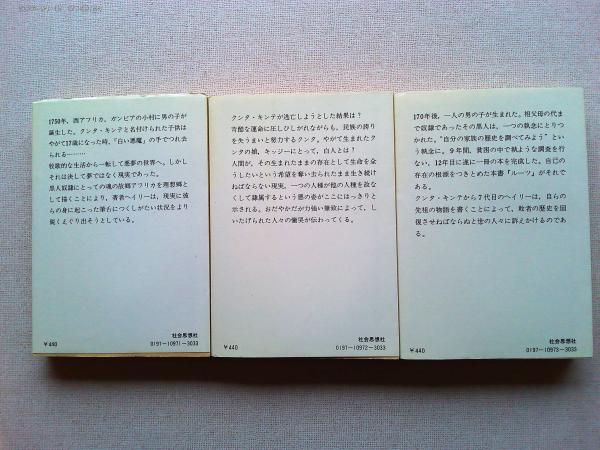 1750年、西アフリカ、ガンビアの小村に男の子が
誕生した。クンタ・キンテと名付けられた子供は
やがて17歳になった時、「白い悪魔」の手でつれ去
られる………
牧歌的な生活から一転して悪夢の世界へ。しかし
それは決して夢ではなく現実であった。
黒人奴隷にとっての魂の故郷アフリカを理想郷と
して描くことにより、著者ヘイリーは、現実に彼
らの身に起こった筆舌につくしがたい状況をより
鋭くえぐり出そうとしている。
社会思想社
¥440
0197-10971-3033
クンタ・キンテが逃亡しようとした結果は?
苛酷な運命に圧しひしがれながらも、民族の誇り
を失うまいと努力するクンタ。やがて生まれたク
ンタの娘、キッジーにとって、白人とは?
人間が、その生まれたままの存在として生命を全
うしたいという希望を奪い去られたまま生き続け
ねばならない現実。一つの人種が他の人種を故な
くして隷属するという悪の姿がここにはっきりと
示される。おだやかだが力強い筆致によって、し
いたげられた人々の慟哭が伝わってくる。
社会思想社
¥440
0197-10972-3033
170年後、一人の男の子が生まれた。祖父母の代ま
で奴隷であったその黒人は、一つの執念にとりつ
かれた。"自分の家族の歴史を調べてみよう"とい
う執念に。9年間、貧困の中で執ような調査を行
ない、12年目に遂に一冊の本を完成した。自己の
存在の根源をつきとめた本書「ルーツ」がそれで
ある。
クンタ・キンテから7代目のヘイリーは、自らの
先祖の物語を書くことによって、敗者の歴史を回
復させねばならぬと世の人々に訴えかけるのであ
る。
社会思想社
¥440
0197-10973-3033